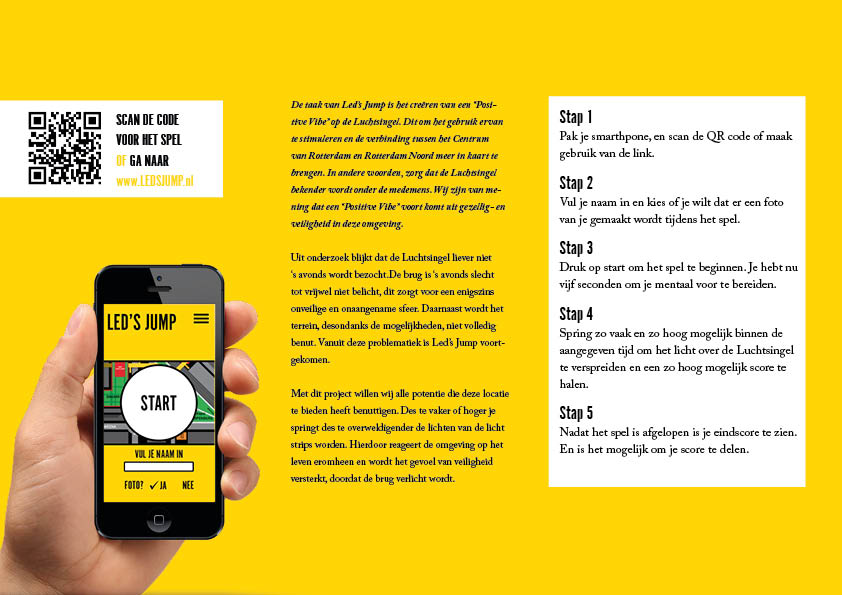 SCAN DE CODE
VOOR HET SPEL
OF GA NAAR
www.LEDSJUMP.nl
LED'S JUMP
START
VUL JE NAAM IN
FOTO? ✓JA NEE
De taak van Led's Jump is het creëren van een "Posi-
tive Vibe" op de Luchtsingel. Dit om het gebruik ervan
te stimuleren en de verbinding tussen het Centrum
van Rotterdam en Rotterdam Noord meer in kaart te
brengen. In andere woorden, zorg dat de Luchtsingel
bekender wordt onder de medemens. Wij zijn van me-
ning dat een "Positive Vibe" voort komt uit gezellig- en
veiligheid in deze omgeving.
Uit onderzoek blijkt dat de Luchtsingel liever niet
's avonds wordt bezocht.De brug is 's avonds slecht
tot vrijwel niet belicht, dit zorgt voor een enigszins
onveilige en onaangename sfeer. Daarnaast wordt het
terrein, desondanks de mogelijkheden, niet volledig
benut. Vanuit deze problematiek is Led's Jump voort-
gekomen.
Met dit project willen wij alle potentie die deze locatie
te bieden heeft benuttigen. Des te vaker of hoger je
springt des te overweldigender de lichten van de licht
strips worden. Hierdoor reageert de omgeving op het
leven eromheen en wordt het gevoel van veiligheid
versterkt, doordat de brug verlicht wordt.
Stap 1
Pak je smarthpone, en scan de QR code of maak
gebruik van de link.
Stap 2
Vul je naam in en kies of je wilt dat er een foto
van je gemaakt wordt tijdens het spel.
Stap 3
Druk op start om het spel te beginnen. Je hebt nu
vijf seconden om je mentaal voor te bereiden.
Stap 4
Spring zo vaak en zo hoog mogelijk binnen de
aangegeven tijd om het licht over de Luchtsingel
te verspreiden en een zo hoog mogelijk score te
halen.
Stap 5
Nadat het spel is afgelopen is je eindscore te zien.
En is het mogelijk om je score te delen.